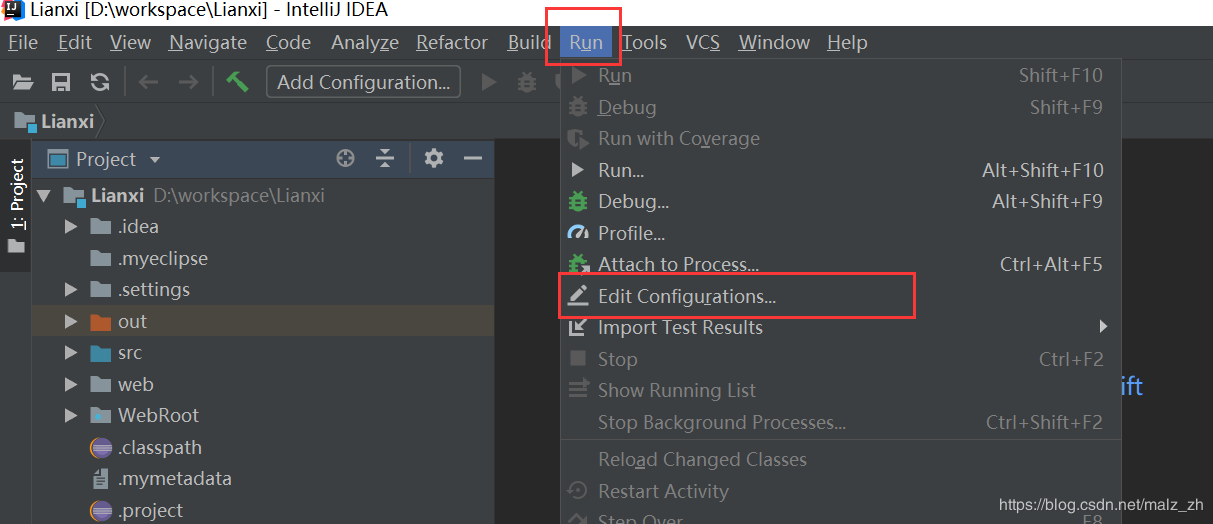 Lianxi [D:\workspace\Lianxi] - IntelliJ IDEA
File Edit View Navigate Code Analyze Refactor Build Run Tools VCS Window Help
Add Configuration...
Lianxi
1: Project
Project
Lianxi D:\workspace\Lianxi
.idea
.myeclipse
.settings
out
src
web
WebRoot
.classpath
.mymetadata
.project
Run Shift+F10
Debug Shift+F9
Run with Coverage
Run... Alt+Shift+F10
Debug... Alt+Shift+F9
Profile...
Attach to Process... Ctrl+Alt+F5
Edit Configurations...
Import Test Results
Stop Ctrl+F2
Show Running List
Stop Background Processes... Ctrl+Shift+F2
Reload Changed Classes
Restart Activity
Step Over F8
ift
https://blog.csdn.net/malz_zh